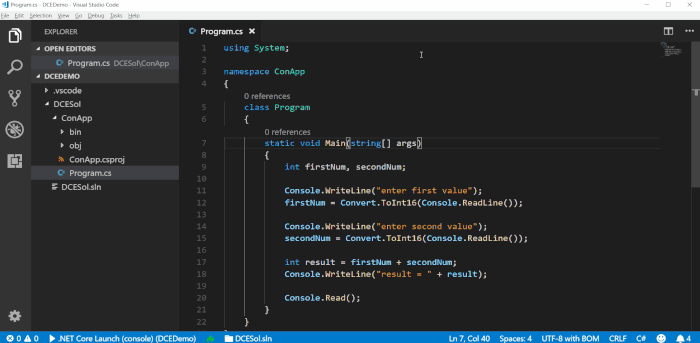 Program.cs - DCEDemo - Visual Studio Code
File Edit Selection View Go Debug Tasks Help
EXPLORER
OPEN EDITORS
Program.cs DCESol\ConApp
DCEDEMO
.vscode
DCESol
ConApp
bin
obj
ConApp.csproj
Program.cs
DCESol.sln
Program.cs
1 using System;
2
3 namespace ConApp
4 {
0 references
5 class Program
6 {
0 references
7 static void Main(string[] args)
8 {
9 int firstNum, secondNum;
10
11 Console.WriteLine("enter first value");
12 firstNum = Convert.ToInt16(Console.ReadLine());
13
14 Console.WriteLine("enter second value");
15 secondNum = Convert.ToInt16(Console.ReadLine());
16
17 int result = firstNum + secondNum;
18 Console.WriteLine("result = " + result);
19
20 Console.Read();
21 }
22 }
0 0 .NET Core Launch (console) (DCEDemo) DCESol.sln Ln 7, Col 40 Spaces: 4 UTF-8 with BOM CRLF C# 4